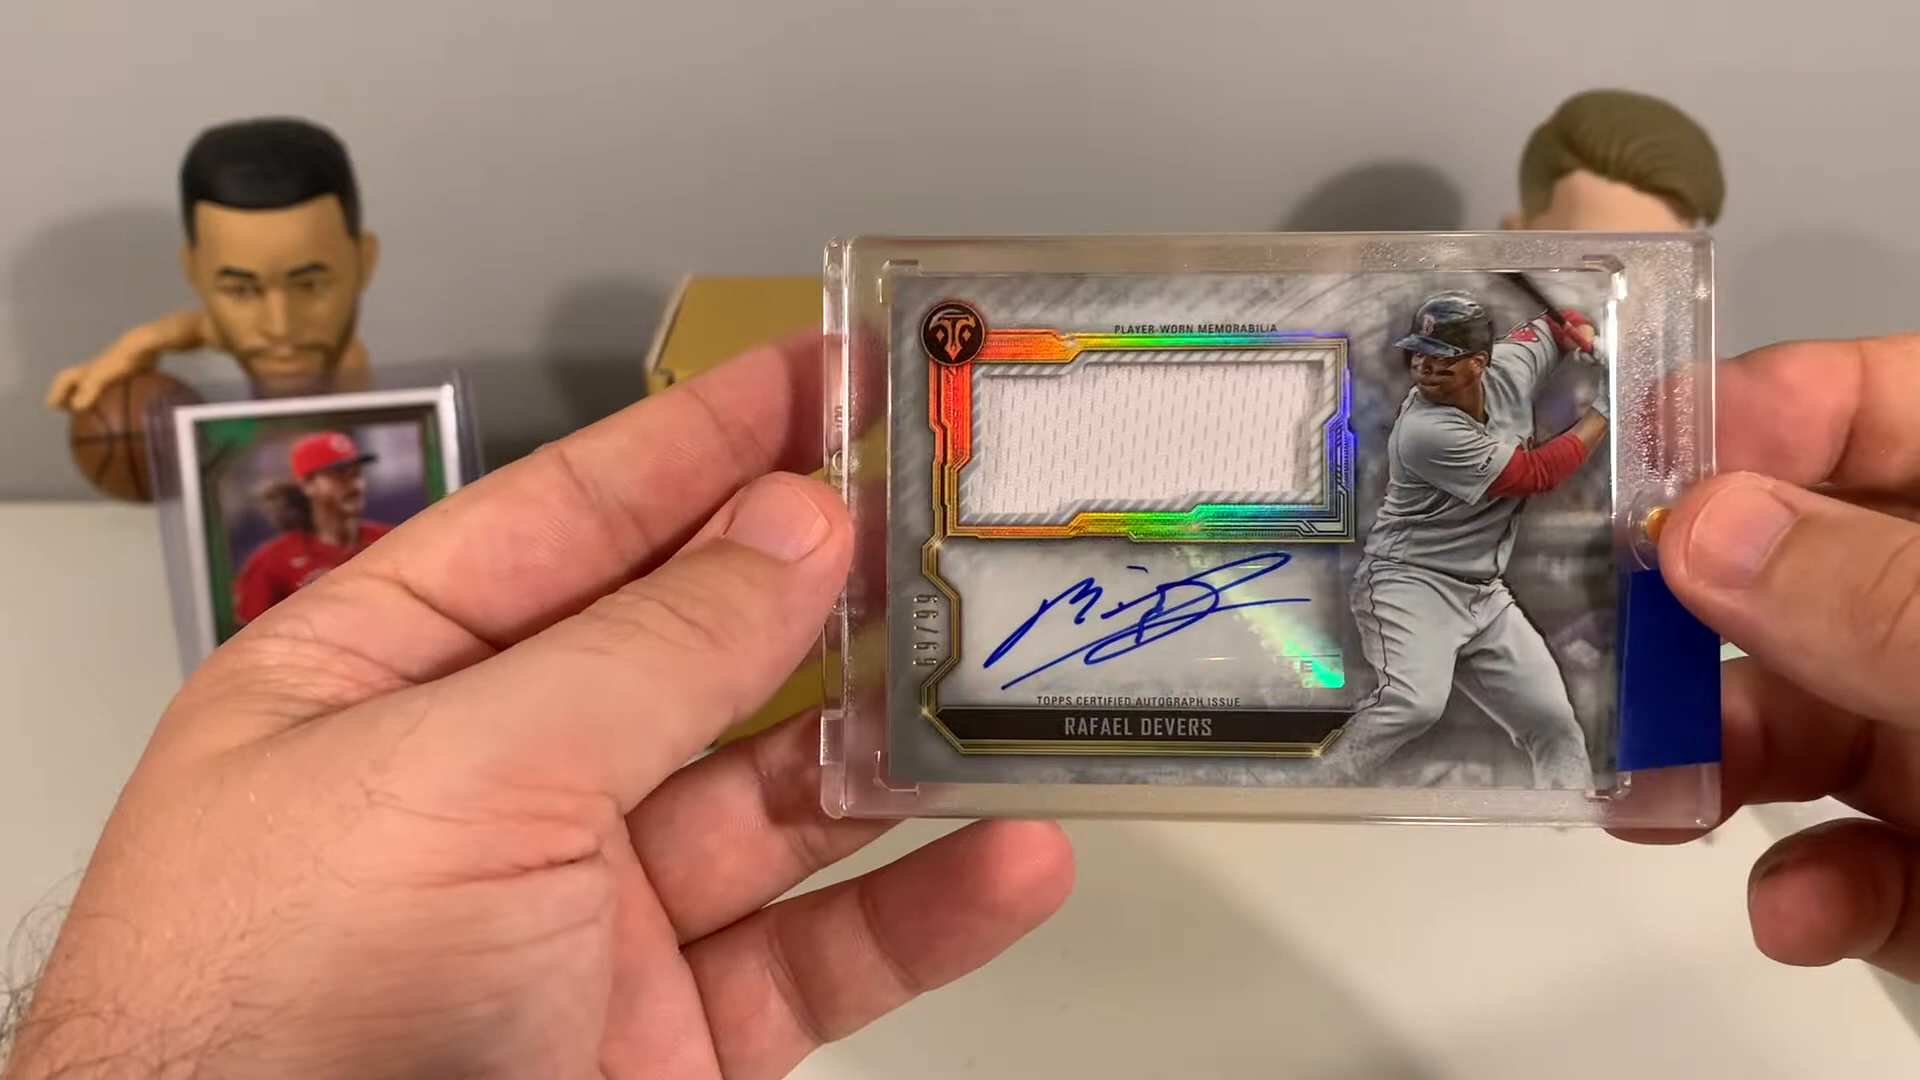 PLAYER-WORN MEMORABILIA
TOPPS CERTIFIED AUTOGRAPH ISSUE
RAFAEL DEVERS